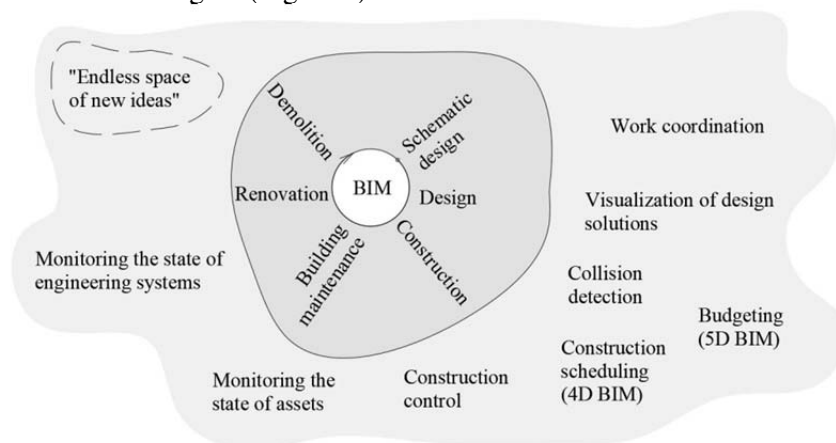 "Endless space
of new ideas"
Demolition
Schematic
design
Work coordination
Renovation
BIM
Design
Visualization of design
solutions
Building
maintenance
Construction
Monitoring the state of
engineering systems
Collision
detection
Budgeting
(5D BIM)
Construction
scheduling
(4D BIM)
Monitoring the
state of assets
Construction
control